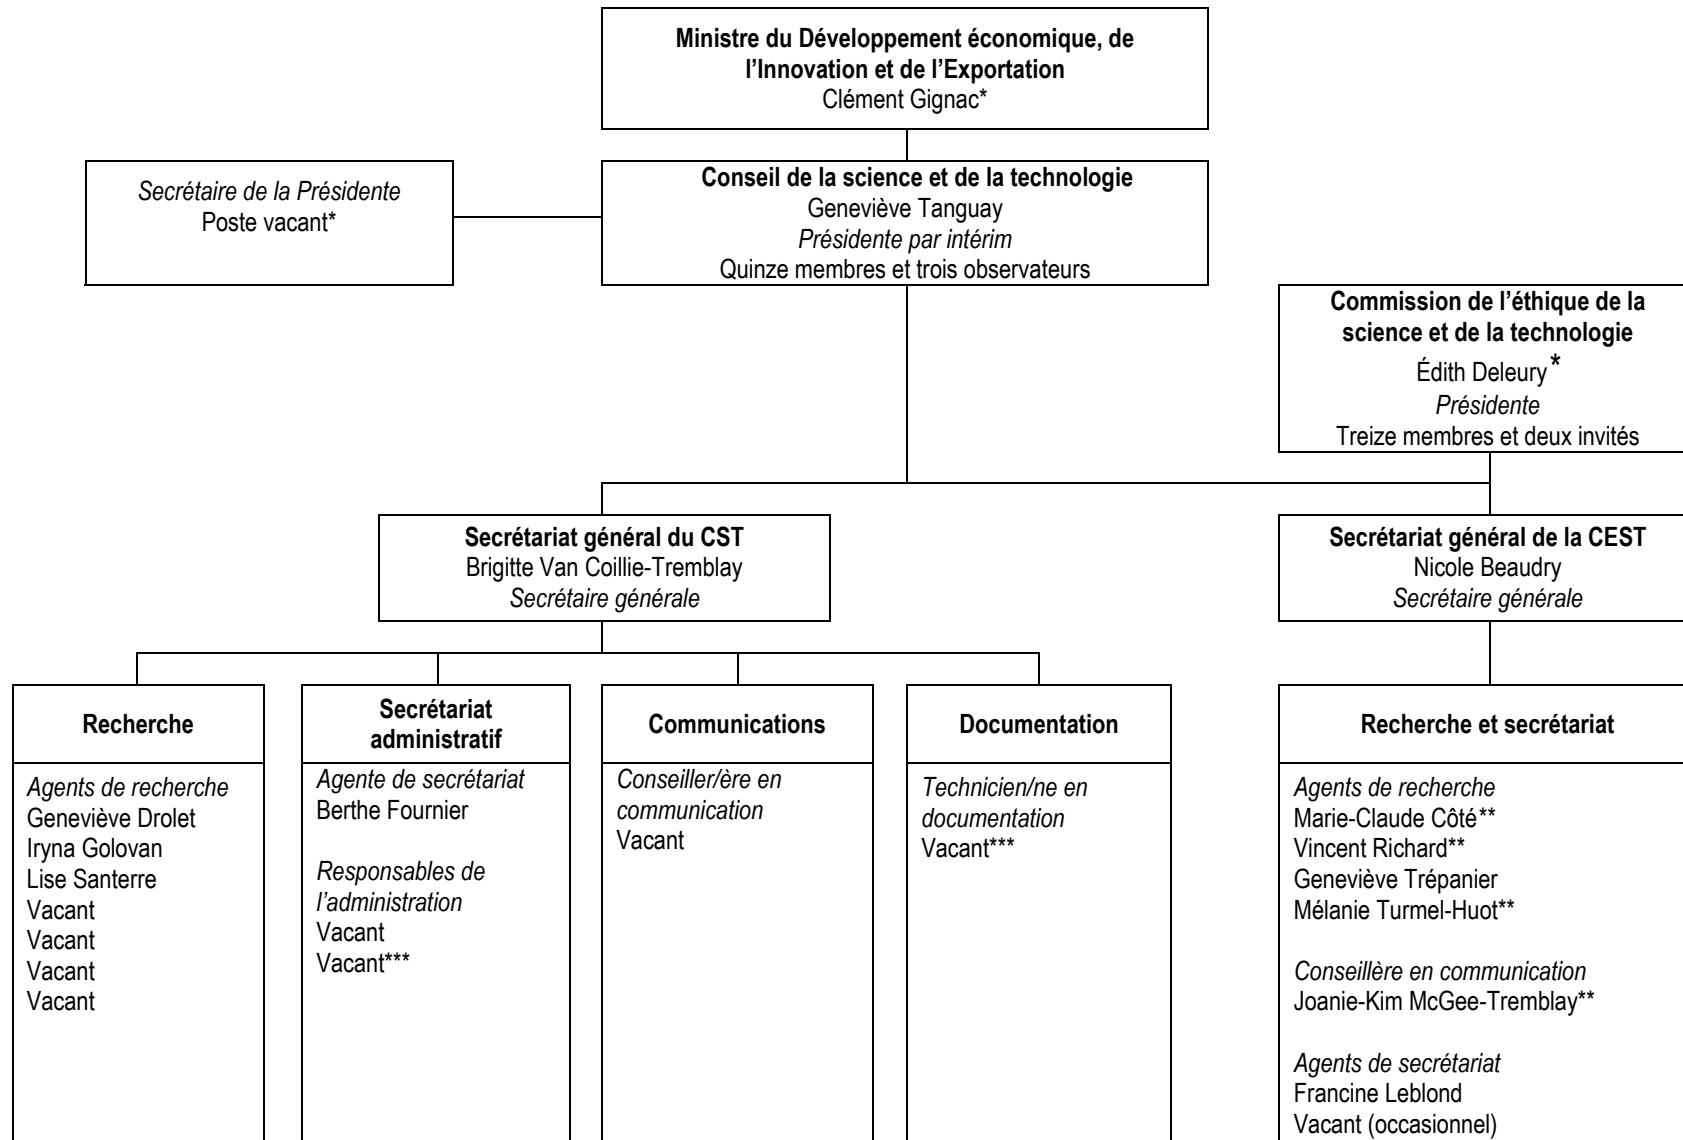 Ministre du Développement économique, de
l’Innovation et de l’Exportation
Clément Gignac*
Secrétaire de la Présidente
Poste vacant*
Conseil de la science et de la technologie
Geneviève Tanguay
Présidente par intérim
Quinze membres et trois observateurs
Commission de l’éthique de la
science et de la technologie
Édith Deleury*
Présidente
Treize membres et deux invités
Secrétariat général du CST
Brigitte Van Coillie-Tremblay
Secrétaire générale
Secrétariat général de la CEST
Nicole Beaudry
Secrétaire générale
Recherche
Agents de recherche
Geneviève Drolet
Iryna Golovan
Lise Santerre
Vacant
Vacant
Vacant
Vacant
Secrétariat
administratif
Agente de secrétariat
Berthe Fournier
Responsables de
l’administration
Vacant
Vacant***
Communications
Conseiller/ère en
communication
Vacant
Documentation
Technicien/ne en
documentation
Vacant***
Recherche et secrétariat
Agents de recherche
Marie-Claude Côté**
Vincent Richard**
Geneviève Trépanier
Mélanie Turmel-Huot**
Conseillère en communication
Joanie-Kim McGee-Tremblay**
Agents de secrétariat
Francine Leblond
Vacant (occasionnel)